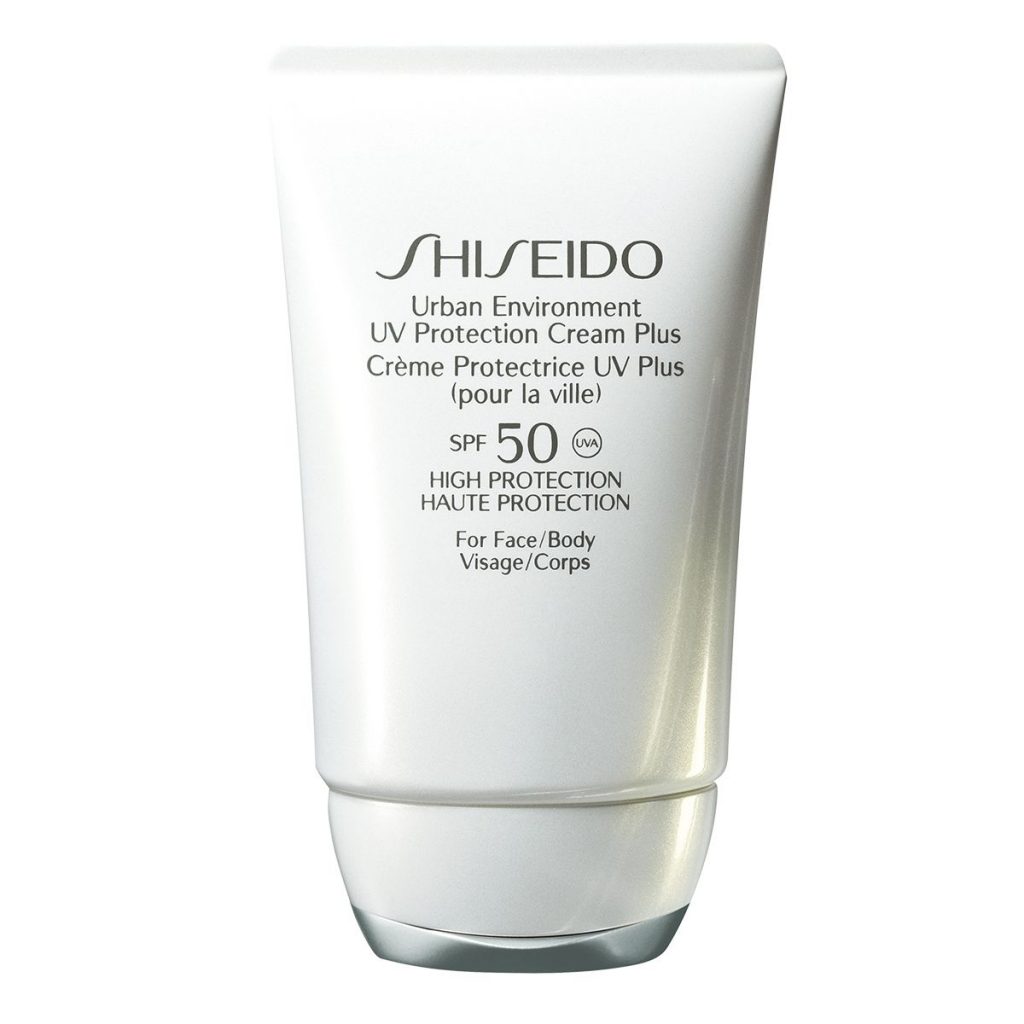 SHISEIDO
Urban Environment
UV Protection Cream Plus
Crème Protectrice UV Plus
(pour la ville)
SPF 50 UVA
HIGH PROTECTION
HAUTE PROTECTION
For Face/Body
Visage/Corps